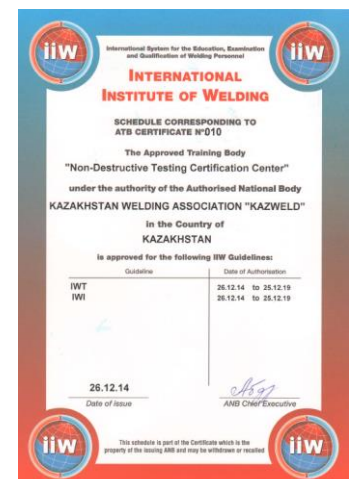 iiw
International System for the Education, Examination
and Qualification of Welding Personnel
iiw
INTERNATIONAL
INSTITUTE OF WELDING
SCHEDULE CORRESPONDING TO
ATB CERTIFICATE Nº010
The Approved Training Body
"Non-Destructive Testing Certification Center"
under the authority of the Authorised National Body
KAZAKHSTAN WELDING ASSOCIATION "KAZWELD"
in the Country
of
KAZAKHSTAN
is approved for the following IIW Guidelines:
Guideline Date of Authorisation
IWT 26.12.14 to 25.12.19
IWI 26.12.14 to 25.12.19
26.12.14
Date of issue ANB Chief Executive
iiw
This schedule is part of the Certificate which is the
property of the issuing ANB and may be withdrawn or recalled
iiw